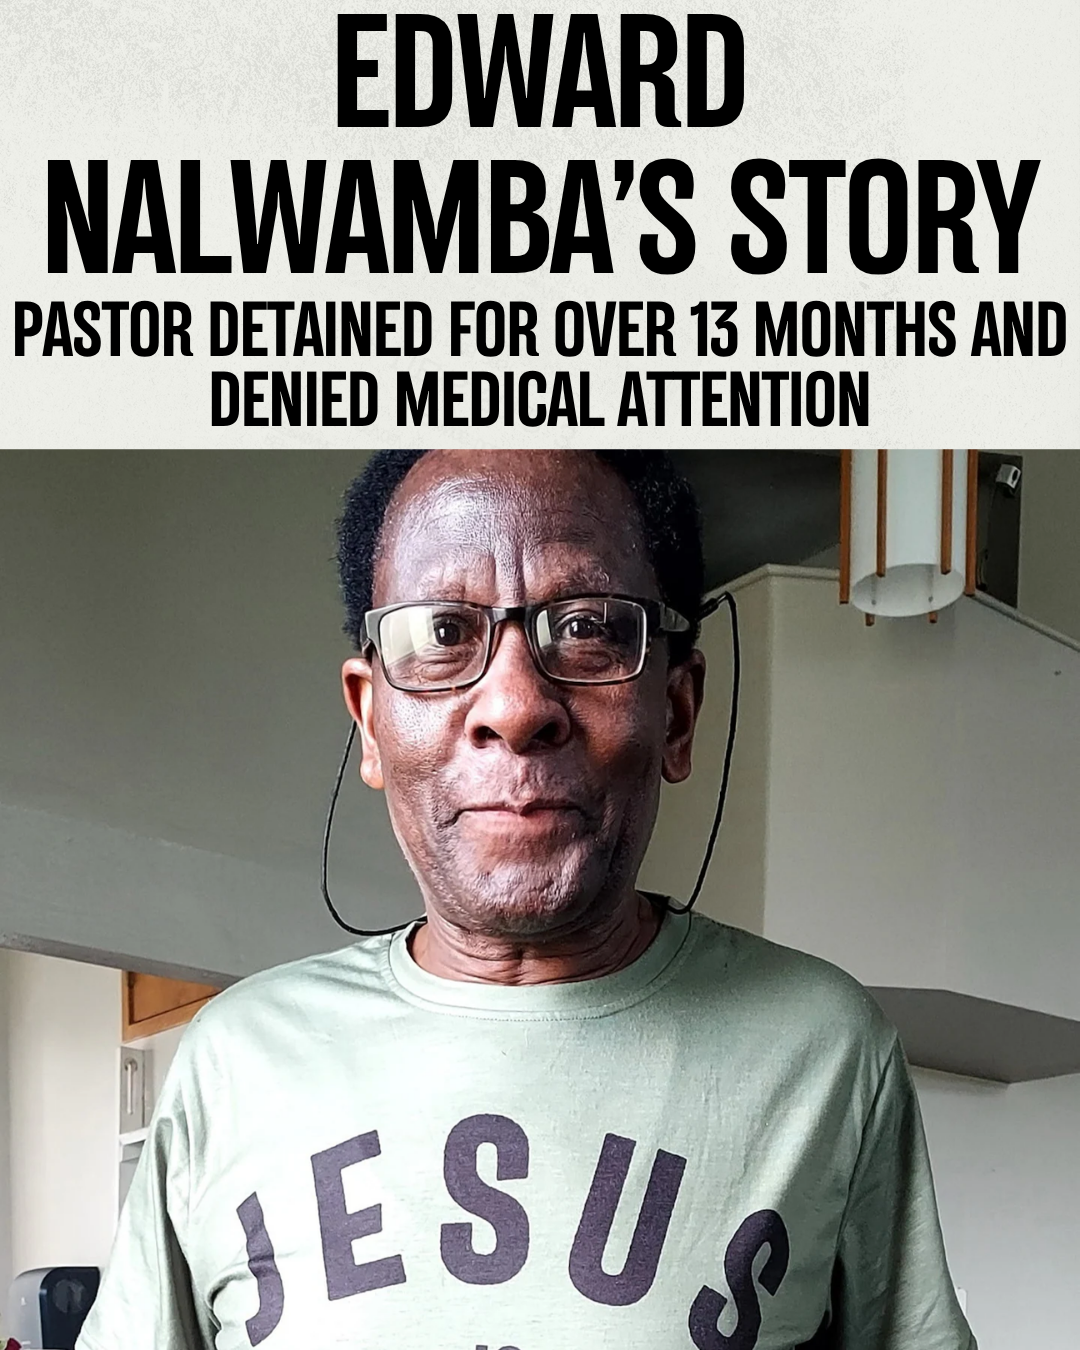 EDWARD
NALWAMBA'S STORY
PASTOR DETAINED FOR OVER 13 MONTHS AND
DENIED MEDICAL ATTENTION
JESUS